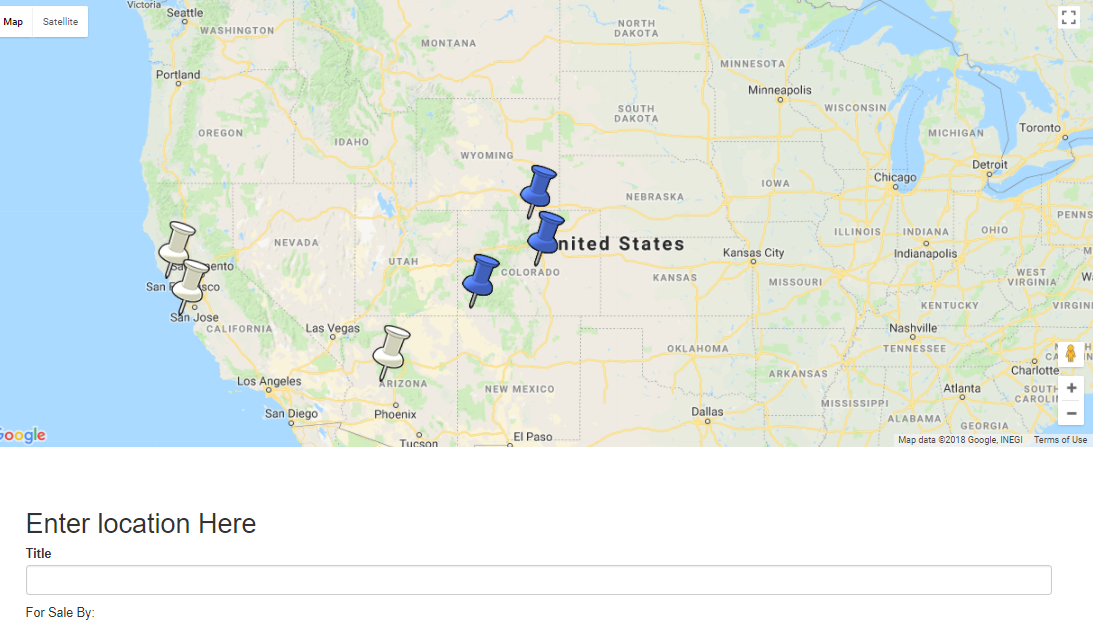 Victoria
Seattle
Map
Satellite
WASHINGTON
NORTH
DAKOTA
MONTANA
MINNESOTA
Portland
Minneapolis
SOUTH
DAKOTA
WISCONSIN
OREGON
IDAHO
MICHIGAN
Toronto
WYOMING
Detroit
Chicago
IOWA
NEBRASKA
PENNS
ILLINOIS
INDIANA
OHIO
NEVADA
nited States
Kansas City
Indianapolis
UTAH
COLORADO
KANSAS
MISSOURI
WEST
VIRGINIA
San
KENTUCKY
VIRGIN
San Jose
CALIFORNIA
Las Vegas
Nashville
TENNESSEE
OKLAHOMA
Charlotte
ARKANSAS
Los Angeles
ARIZONA
NEW MEXICO
Atlanta
SOUTH
CAROLIN
MISSISSIPPI
San Diego
Phoenix
Dallas
ALABAMA
GEORGIA
Tucson
El Paso
Google
Map data ©2018 Google, INEGI
Terms of Use
Enter location Here
Title
For Sale By: